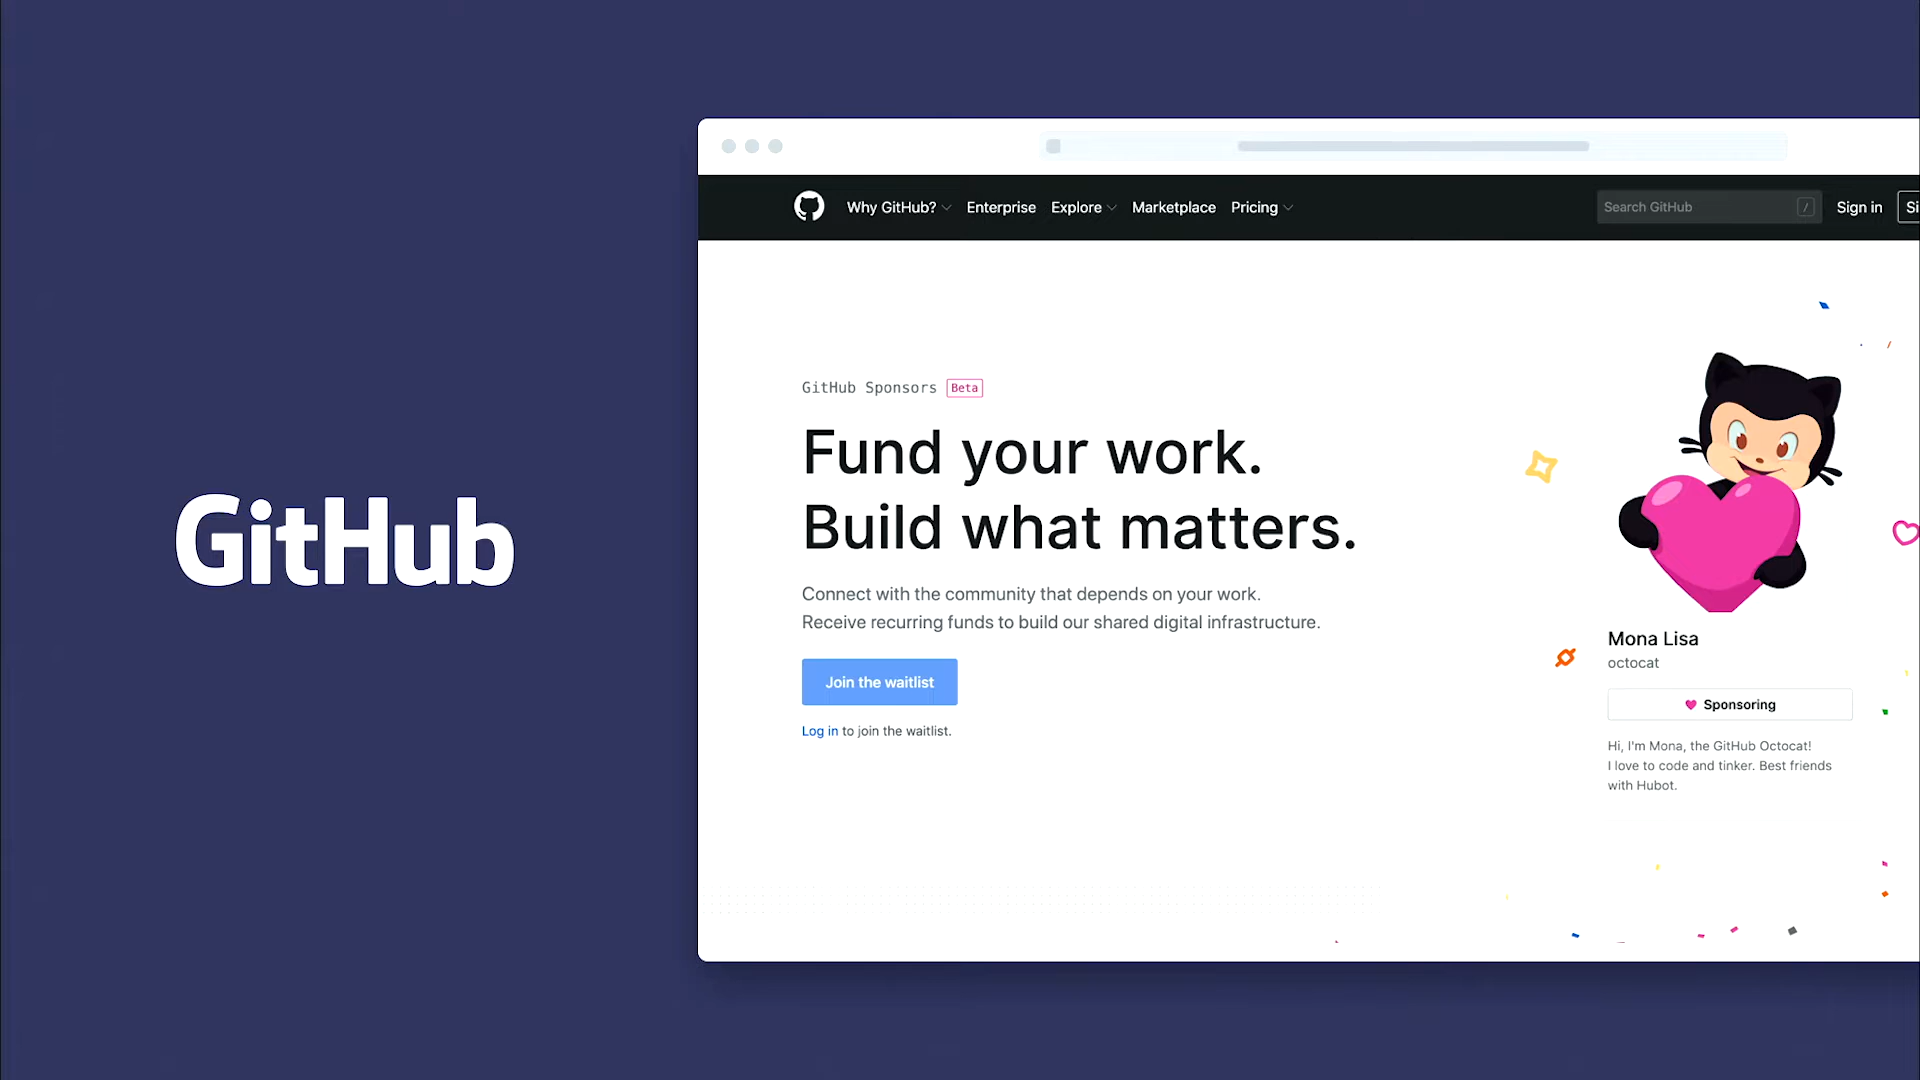 GitHub
Why GitHub? Enterprise Explore Marketplace Pricing Search GitHub / Sign in Si
GitHub Sponsors Beta
Fund your work.
Build what matters.
Connect with the community that depends on your work.
Receive recurring funds to build our shared digital infrastructure.
Join the waitlist
Log in to join the waitlist.
Mona Lisa
octocat
Sponsoring
Hi, I'm Mona, the GitHub Octocat!
I love to code and tinker. Best friends
with Hubot.